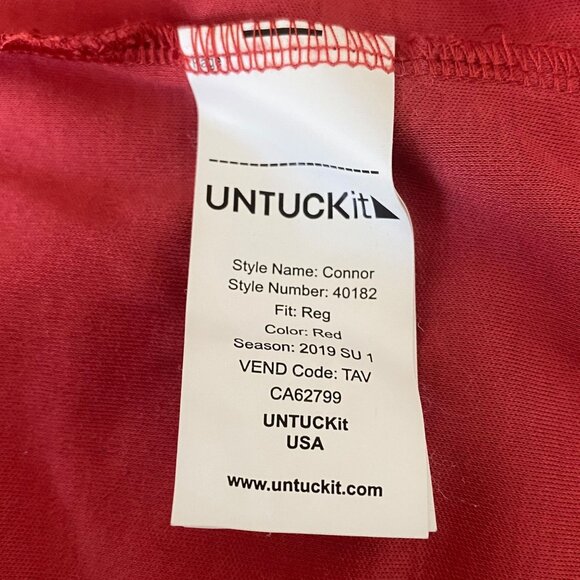 UNTUCKit
Style Name: Connor
Style Number: 40182
Fit: Reg
Color: Red
Season: 2019 SU 1
VEND Code: TAV
CA62799
UNTUCKit
USA
www.untuckit.com